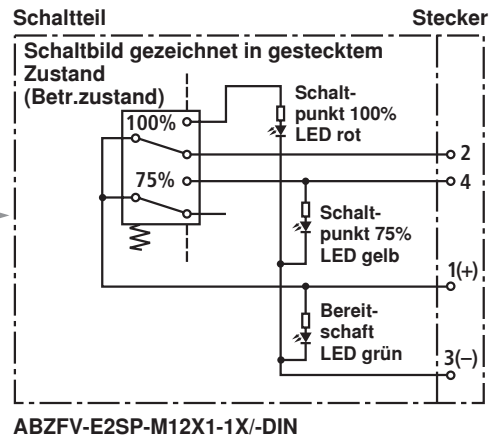 Schaltteil
Stecker
Schaltbild gezeichnet in gestecktem
Zustand
(Betr.zustand)
Schalt-
punkt 100%
LED rot
100%
2
75%
4
Schalt-
punkt 75%
LED gelb
1(+)
Bereit-
schaft
LED grün
3(–)
ABZFV-E2SP-M12X1-1X/-DIN